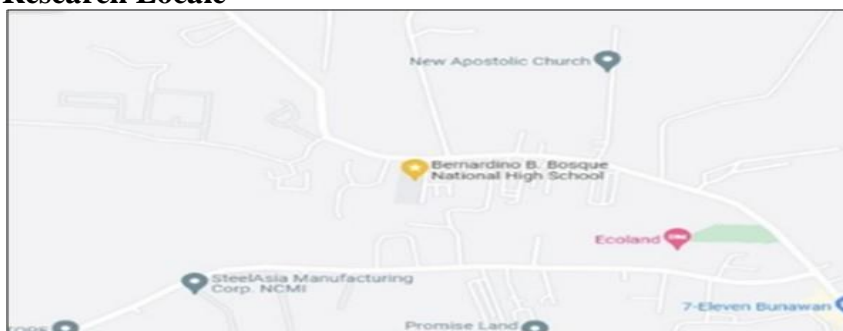 Research Locale
New Apostolic Church
Bernardino B. Bosque
National High School
Ecoland
SteelAsia Manufacturing
Corp. NCMI
7-Eleven Bunawan
Promise Land